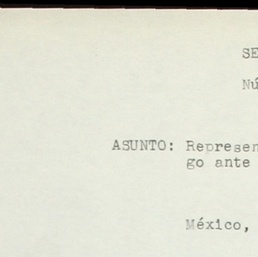 SE
Nú
ASUNTO: Represen
go ante
México,